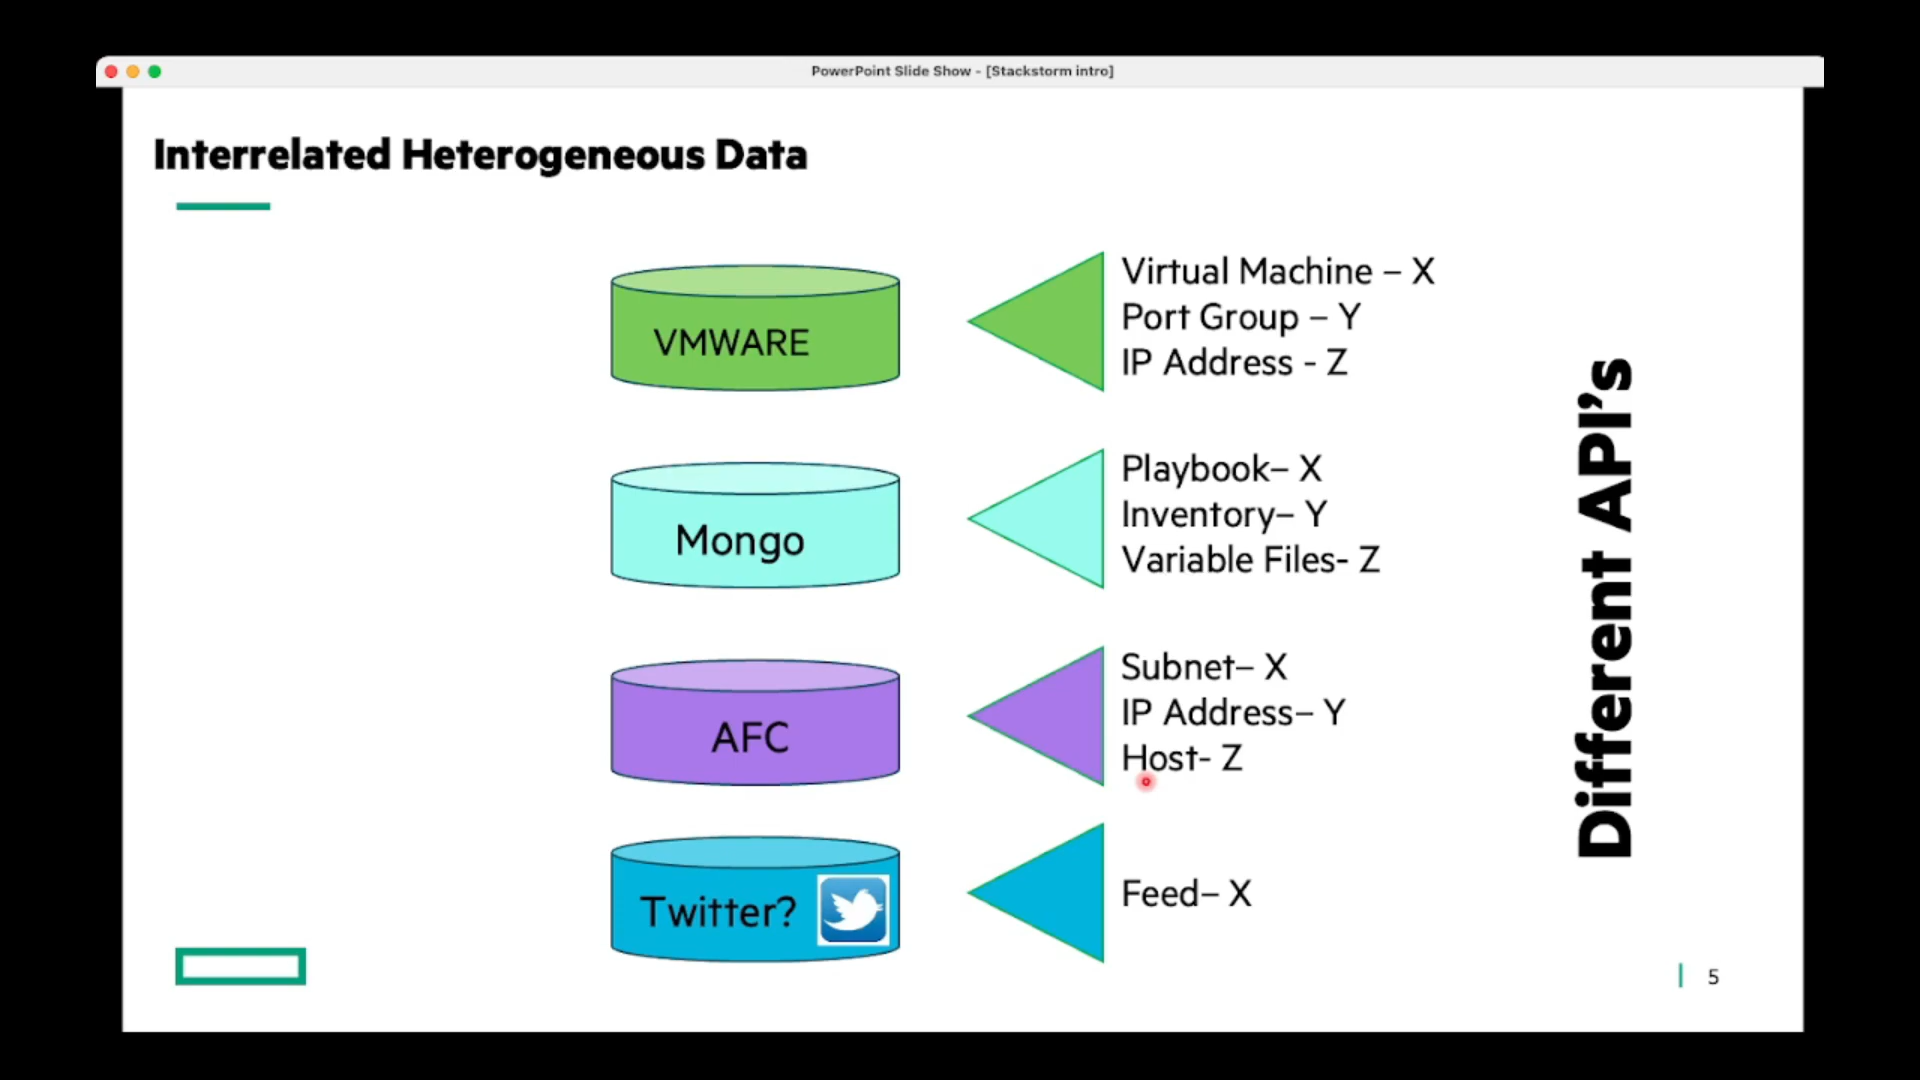 PowerPoint Slide Show - [Stackstorm intro]
Interrelated Heterogeneous Data
VMWARE
Virtual Machine – X
Port Group – Y
IP Address - Z
Mongo
Playbook– X
Inventory– Y
Variable Files- Z
AFC
Subnet– X
IP Address– Y
Host- Z
Twitter?
Feed– X
Different API's
5